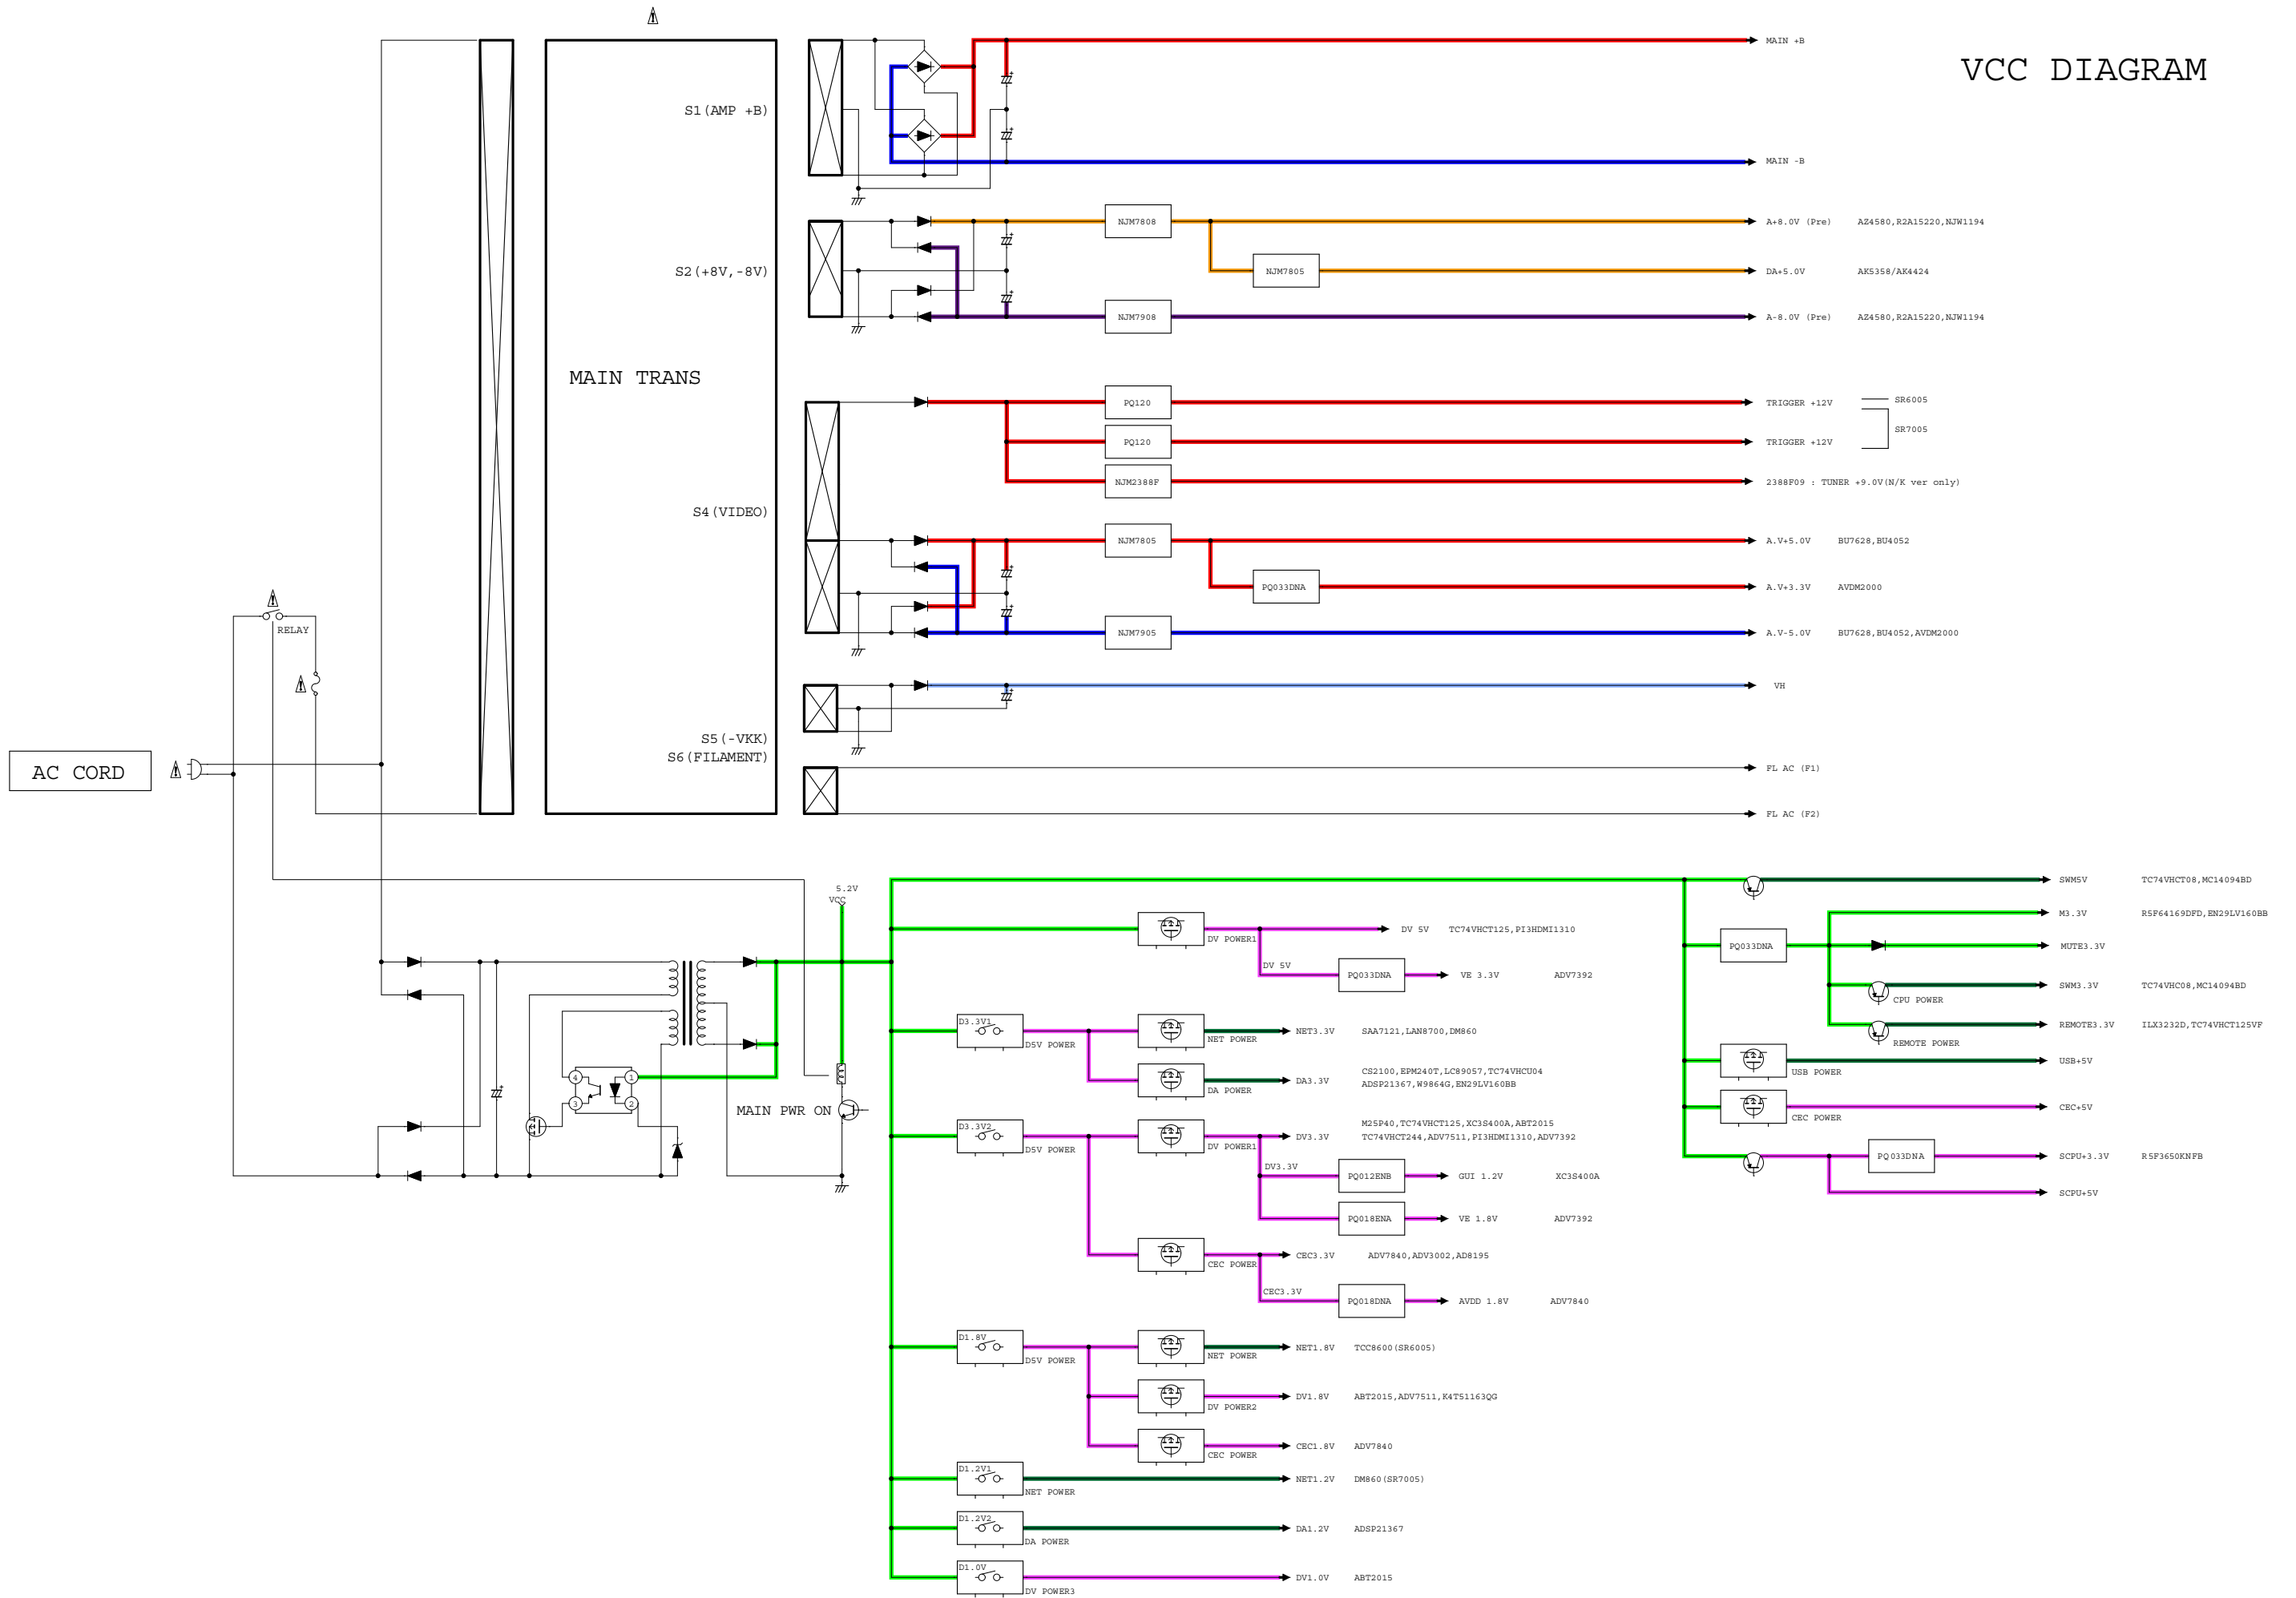 VCC DIAGRAM
MAIN +B
S1(AMP +B)
MAIN -B
NJM7808
A+8.0V (Pre) AZ4580,R2A15220,NJW1194
S2(+8V,-8V)
NJM7805
DA+5.0V AK5358/AK4424
NJM7908
A-8.0V (Pre) AZ4580,R2A15220,NJW1194
MAIN TRANS
PQ120
TRIGGER +12V
SR6005
SR7005
PQ120
TRIGGER +12V
NJM2388F
2388F09 : TUNER +9.0V(N/K ver only)
S4(VIDEO)
NJM7805
A.V+5.0V BU7628,BU4052
PQ033DNA
A.V+3.3V AVDM2000
NJM7905
A.V-5.0V BU7628,BU4052,AVDM2000
RELAY
VH
S5(-VKK)
S6(FILAMENT)
AC CORD
FL AC (F1)
FL AC (F2)
5.2V
VCC
SWM5V TC74VHCT08,MC14094BD
M3.3V R5F64169DFD,EN29LV160BB
DV POWER1
DV 5V TC74VHCT125,PI3HDMI1310
PQ033DNA
MUTE3.3V
DV 5V
PQ033DNA
VE 3.3V ADV7392
SWM3.3V TC74VHC08,MC14094BD
CPU POWER
D3.3V1
D5V POWER
NET POWER
NET3.3V SAA7121,LAN8700,DM860
REMOTE3.3V ILX3232D,TC74VHCT125VF
REMOTE POWER
USB+5V
USB POWER
4
1
3
2
DA POWER
DA3.3V
CS2100,EPM240T,LC89057,TC74VHCU04
ADSP21367,W9864G,EN29LV160BB
MAIN PWR ON
CEC+5V
CEC POWER
D3.3V2
D5V POWER
DV POWER1
DV3.3V
M25P40,TC74VHCT125,XC3S400A,ABT2015
TC74VHCT244,ADV7511,PI3HDMI1310,ADV7392
PQ033DNA
SCPU+3.3V R5F3650KNFB
DV3.3V
PQ012ENB
GUI 1.2V XC3S400A
SCPU+5V
PQ018ENA
VE 1.8V ADV7392
CEC POWER
CEC3.3V ADV7840,ADV3002,AD8195
CEC3.3V
PQ018DNA
AVDD 1.8V ADV7840
D1.8V
D5V POWER
NET POWER
NET1.8V TCC8600(SR6005)
DV POWER2
DV1.8V ABT2015,ADV7511,K4T51163QG
CEC POWER
CEC1.8V ADV7840
D1.2V1
NET POWER
NET1.2V DM860(SR7005)
D1.2V2
DA POWER
DA1.2V ADSP21367
D1.0V
DV POWER3
DV1.0V ABT2015